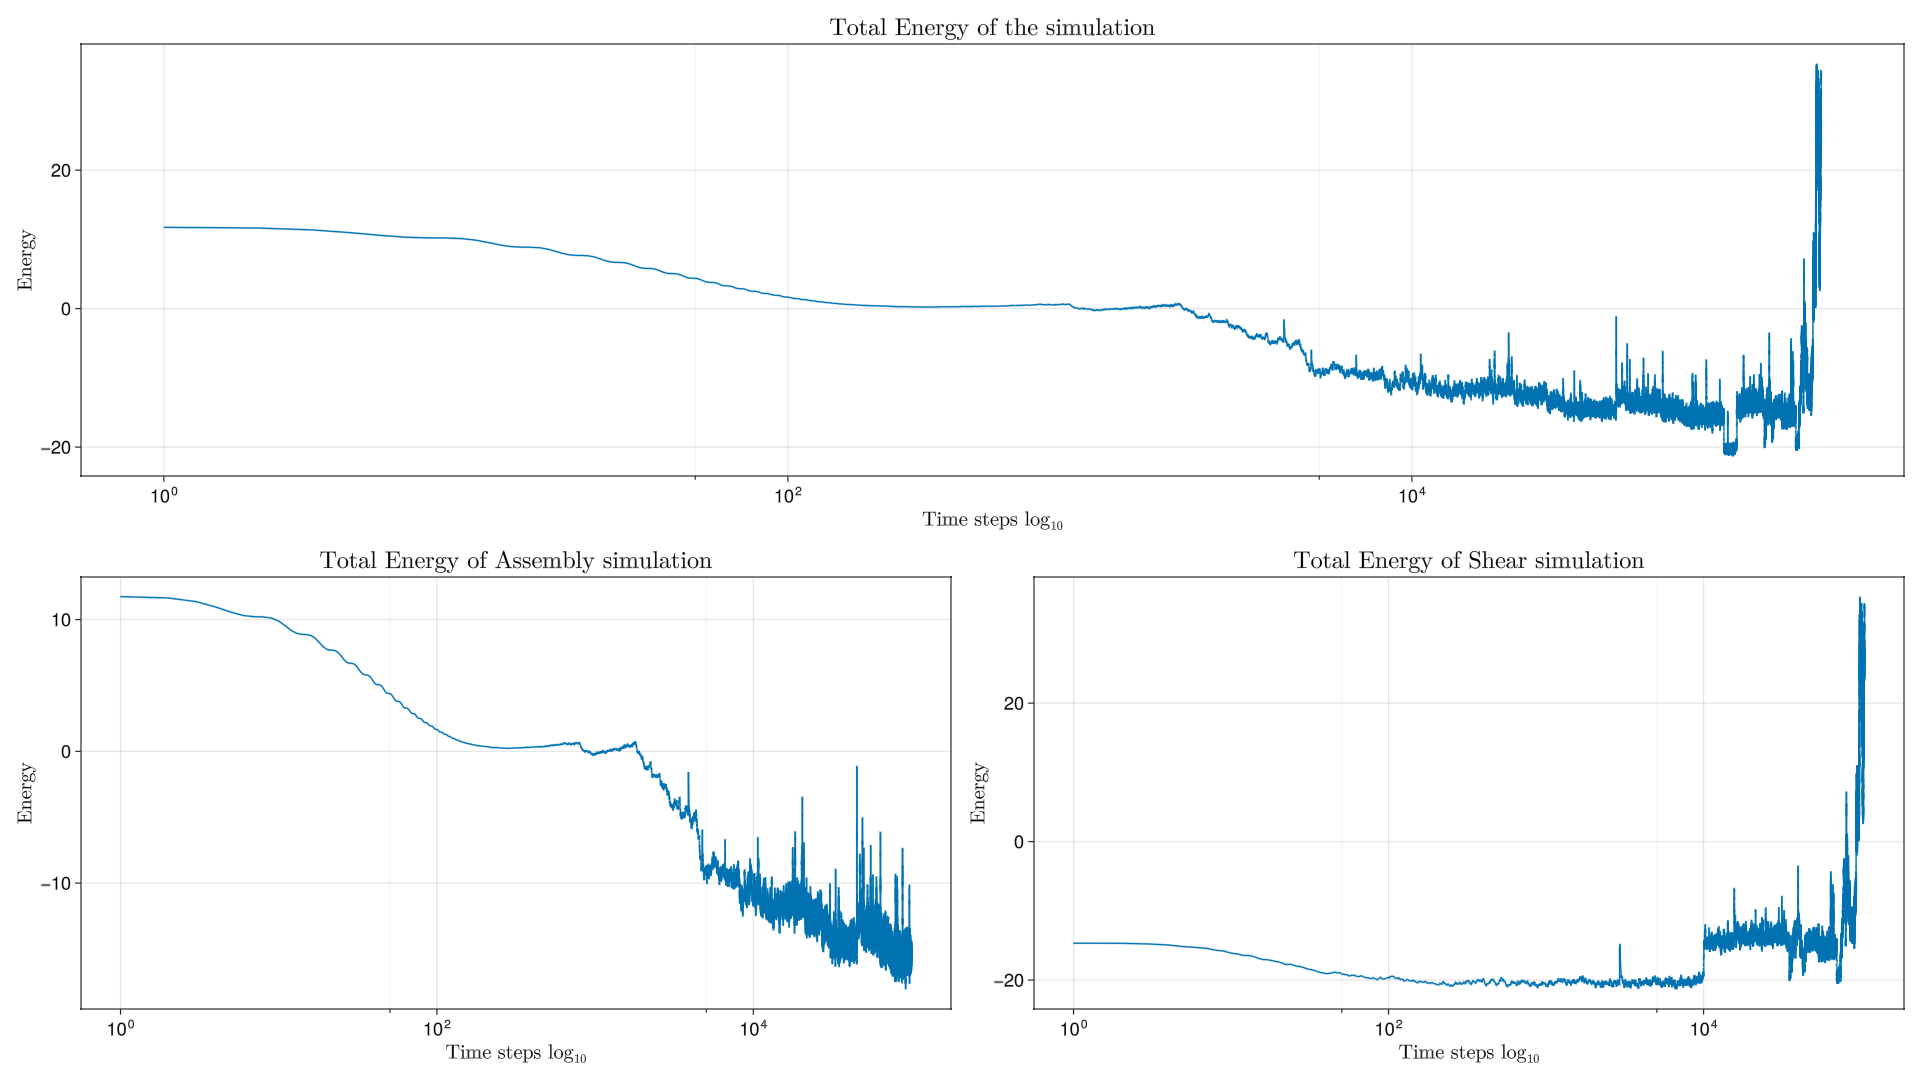 Total Energy of the simulation
Energy
20
0
−20
10⁰
10²
10⁴
Time steps log₁₀
Total Energy of Assembly simulation
Energy
10
0
−10
10⁰
10²
10⁴
Time steps log₁₀
Total Energy of Shear simulation
Energy
20
0
−20
10⁰
10²
10⁴
Time steps log₁₀